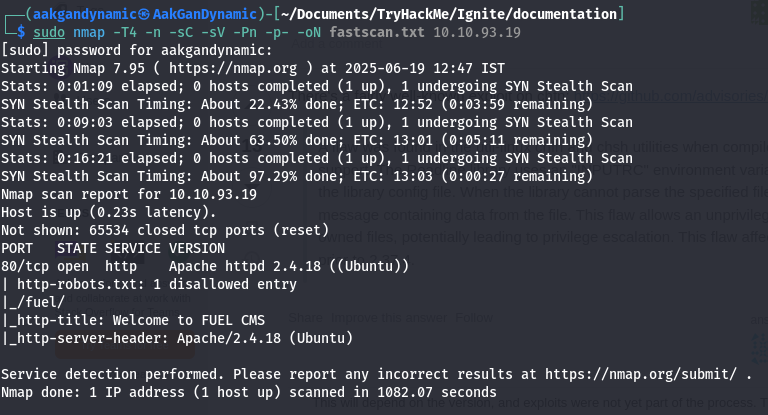 (aakgandynamic㉿AakGanDynamic)-[~/Documents/TryHackMe/Ignite/documentation]
$ sudo nmap -T4 -n -sC -sV -Pn -p- -oN fastscan.txt 10.10.93.19
[sudo] password for aakgandynamic:
Starting Nmap 7.95 ( https://nmap.org ) at 2025-06-19 12:47 IST
Stats: 0:01:09 elapsed; 0 hosts completed (1 up), 1 undergoing SYN Stealth Scan
SYN Stealth Scan Timing: About 22.43% done; ETC: 12:52 (0:03:59 remaining)
Stats: 0:09:03 elapsed; 0 hosts completed (1 up), 1 undergoing SYN Stealth Scan
SYN Stealth Scan Timing: About 63.50% done; ETC: 13:01 (0:05:11 remaining)
Stats: 0:16:21 elapsed; 0 hosts completed (1 up), 1 undergoing SYN Stealth Scan
SYN Stealth Scan Timing: About 97.29% done; ETC: 13:03 (0:00:27 remaining)
Nmap scan report for 10.10.93.19
Host is up (0.23s latency).
Not shown: 65534 closed tcp ports (reset)
PORT   STATE SERVICE VERSION
80/tcp open  http    Apache httpd 2.4.18 ((Ubuntu))
| http-robots.txt: 1 disallowed entry
|_/fuel/
|_http-title: Welcome to FUEL CMS
|_http-server-header: Apache/2.4.18 (Ubuntu)

Service detection performed. Please report any incorrect results at https://nmap.org/submit/ .
Nmap done: 1 IP address (1 host up) scanned in 1082.07 seconds